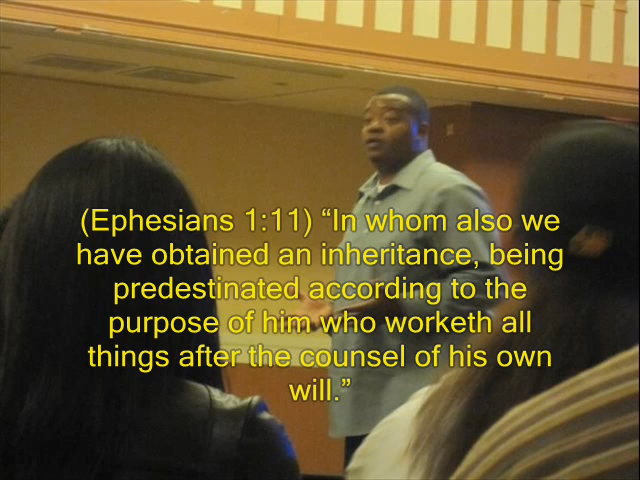 (Ephesians 1:11) “In whom also we
have obtained an inheritance, being
predestinated according to the
purpose of him who worketh all
things after the counsel of his own
will.”